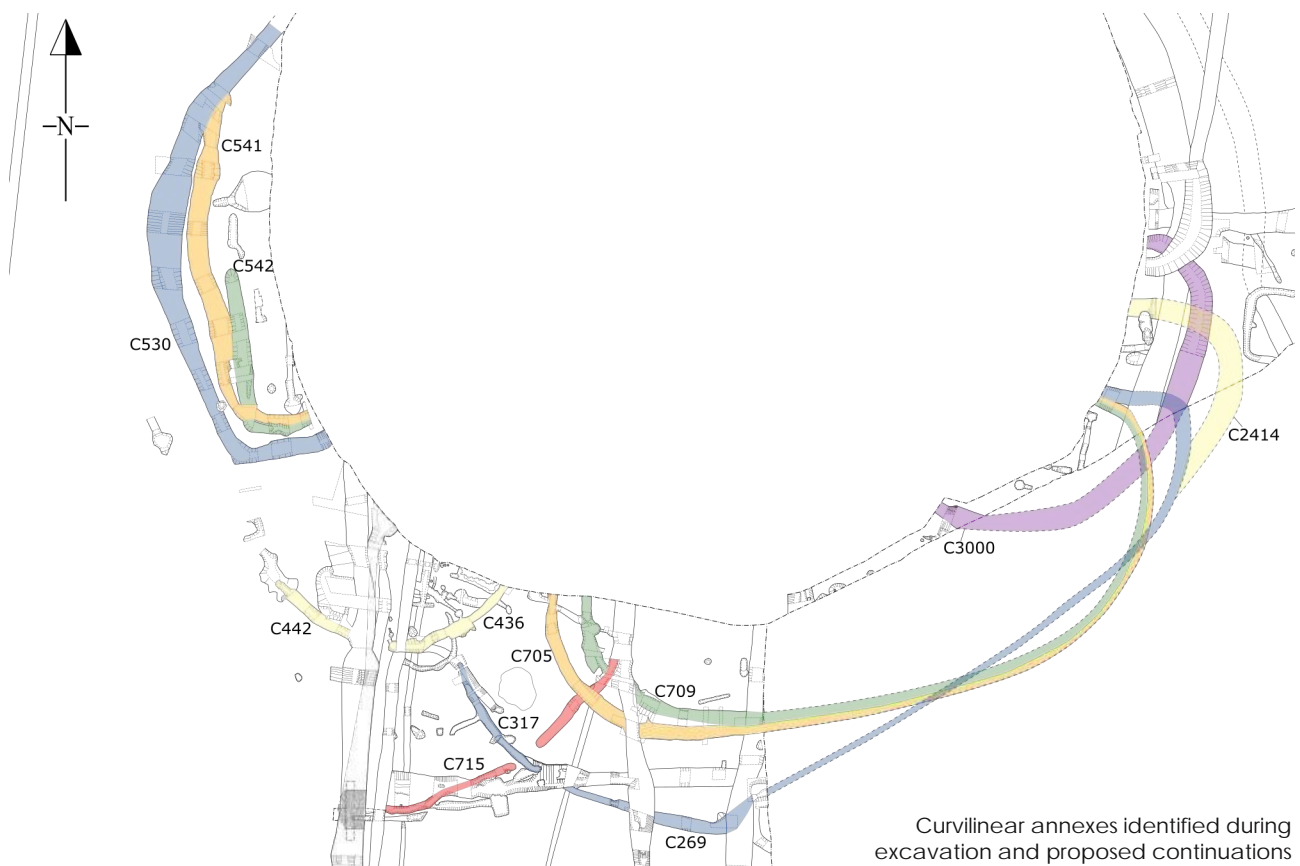 N
C541
C542
C530
C2414
C3000
C442
C436
C705
C709
C317
C715
C269
Curvilinear annexes identified during
excavation and proposed continuations